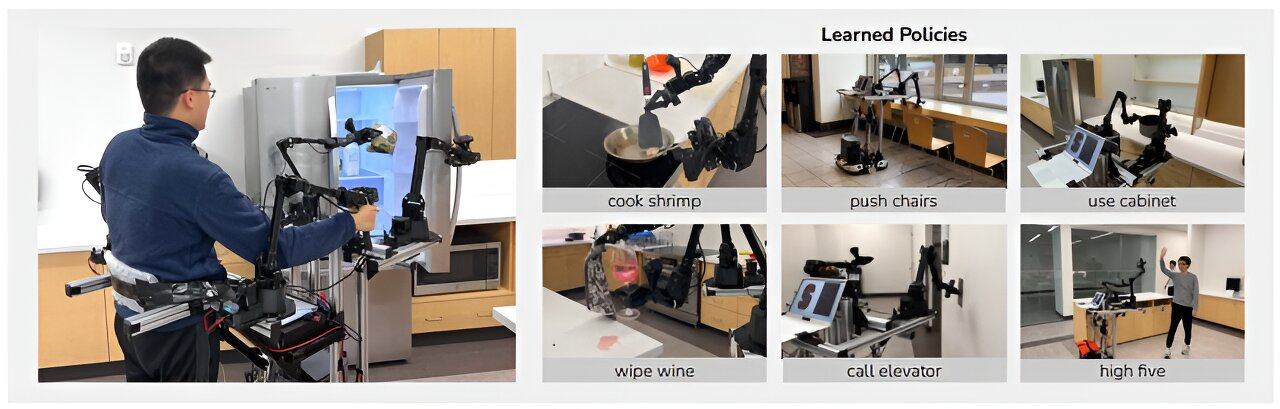 Learned Policies
cook shrimp
push chairs
use cabinet
wipe wine
call elevator
high five